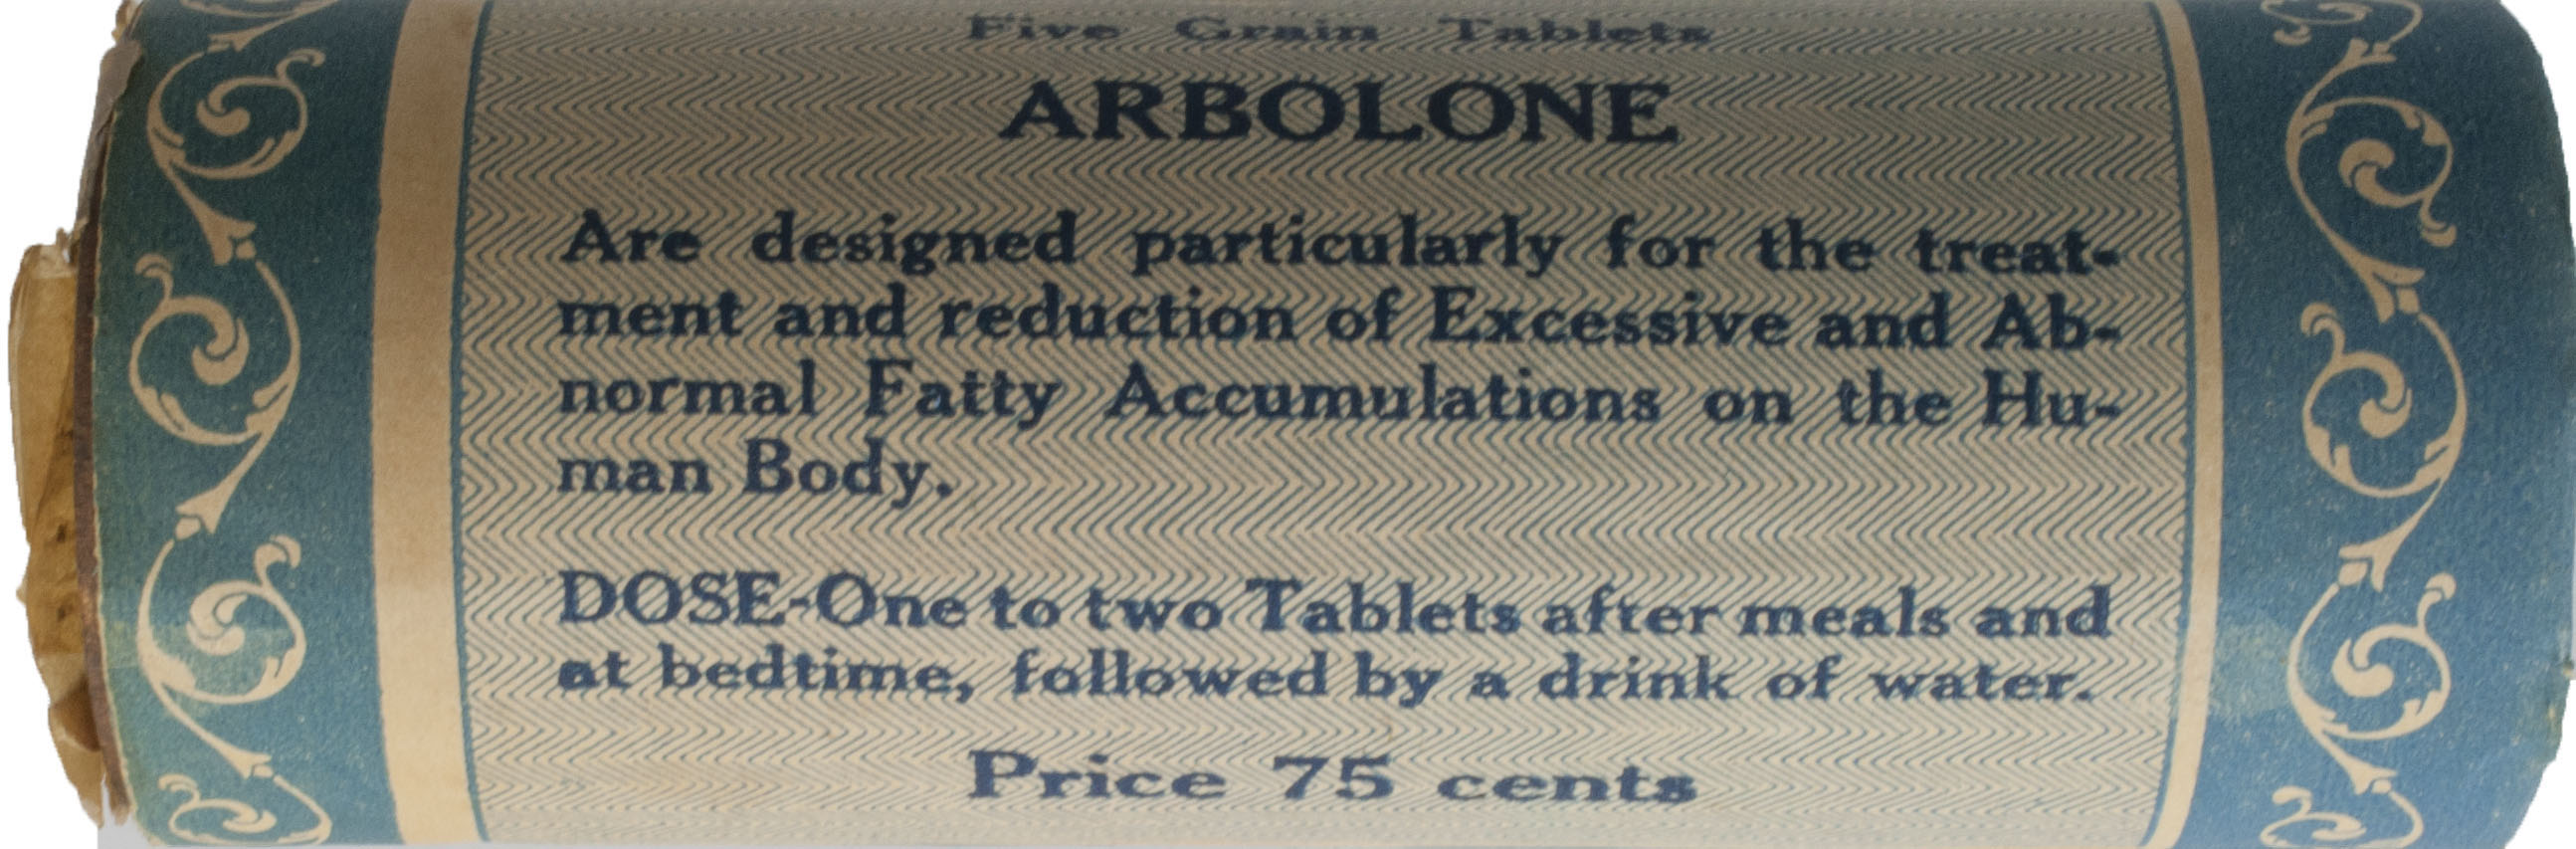 Five Grain Tablets
ARBOLONE
Are designed particularly for the treat-
ment and reduction of Excessive and Ab-
normal Fatty Accumulations on the Hu-
man Body.
DOSE-One to two Tablets after meals and
at bedtime, followed by a drink of water.
Price 75 cents